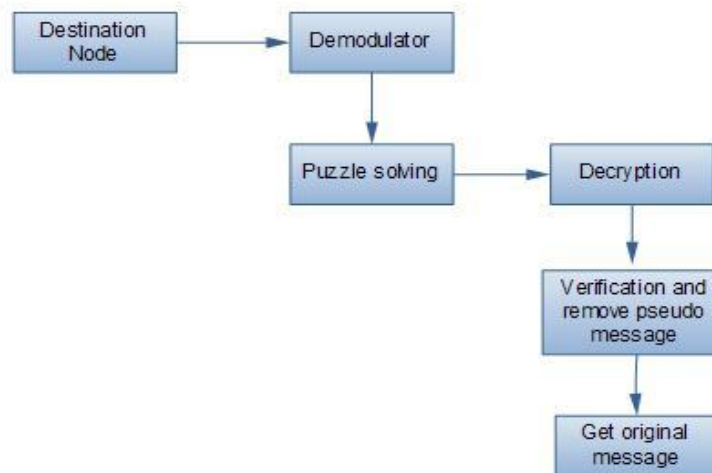 Destination
Node
Demodulator
Puzzle solving
Decryption
Verification and
remove pseudo
message
Get original
message